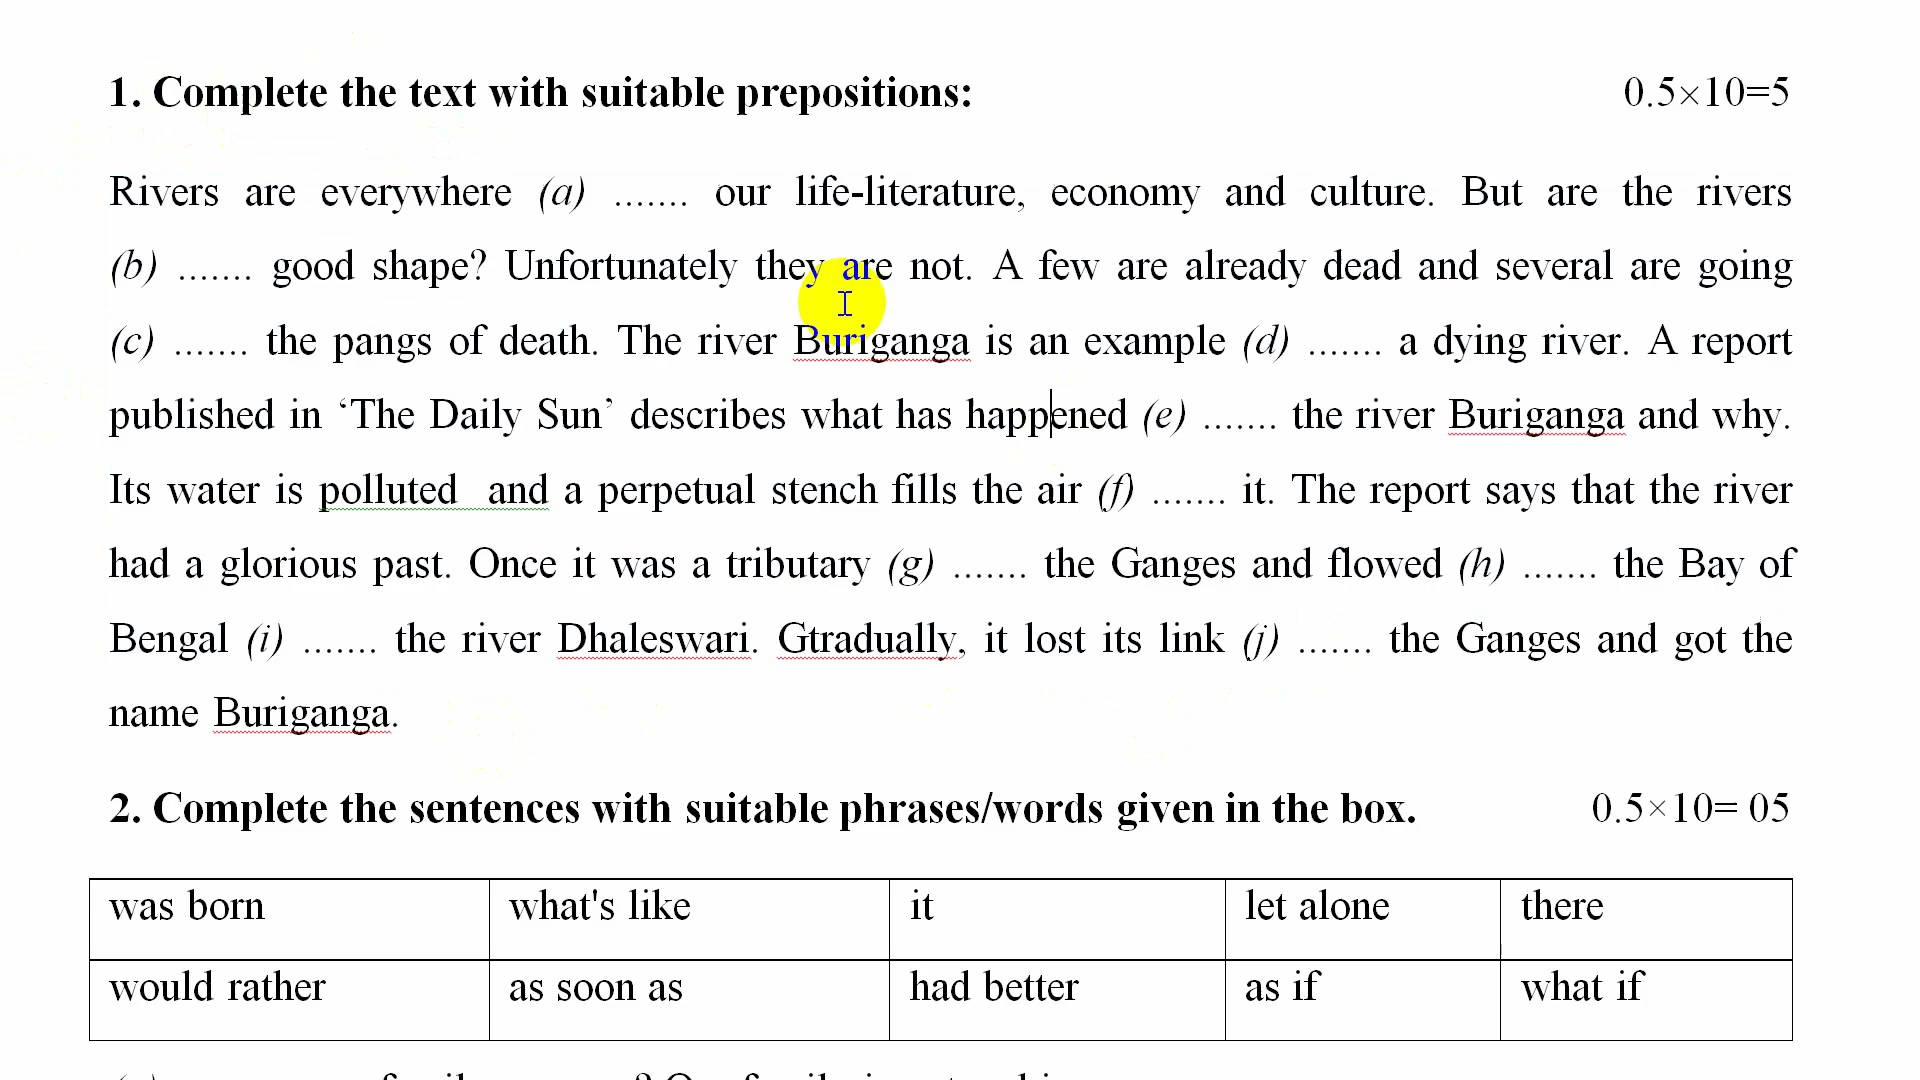 1. Complete the text with suitable prepositions: 0.5×10=5
Rivers are everywhere (a) ....... our life-literature, economy and culture. But are the rivers
(b) ....... good shape? Unfortunately they are not. A few are already dead and several are going
(c) ....... the pangs of death. The river Buriganga is an example (d) ....... a dying river. A report
published in ‘The Daily Sun’ describes what has happened (e) ....... the river Buriganga and why.
Its water is polluted  and a perpetual stench fills the air (f) ....... it. The report says that the river
had a glorious past. Once it was a tributary (g) ....... the Ganges and flowed (h) ....... the Bay of
Bengal (i) ....... the river Dhaleswari. Gtradually, it lost its link (j) ....... the Ganges and got the
name Buriganga.
2. Complete the sentences with suitable phrases/words given in the box. 0.5×10= 05
was born what's like it let alone there
would rather as soon as had better as if what if